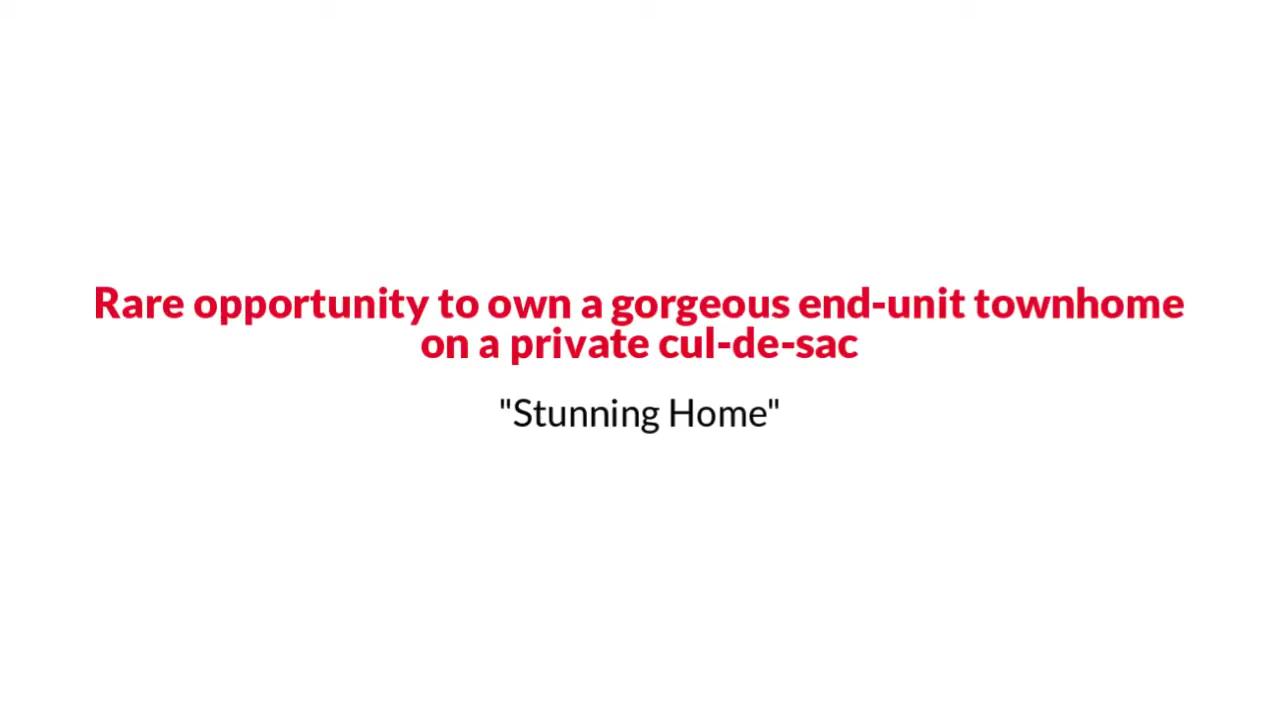 Rare opportunity to own a gorgeous end-unit townhome
on a private cul-de-sac
"Stunning Home"